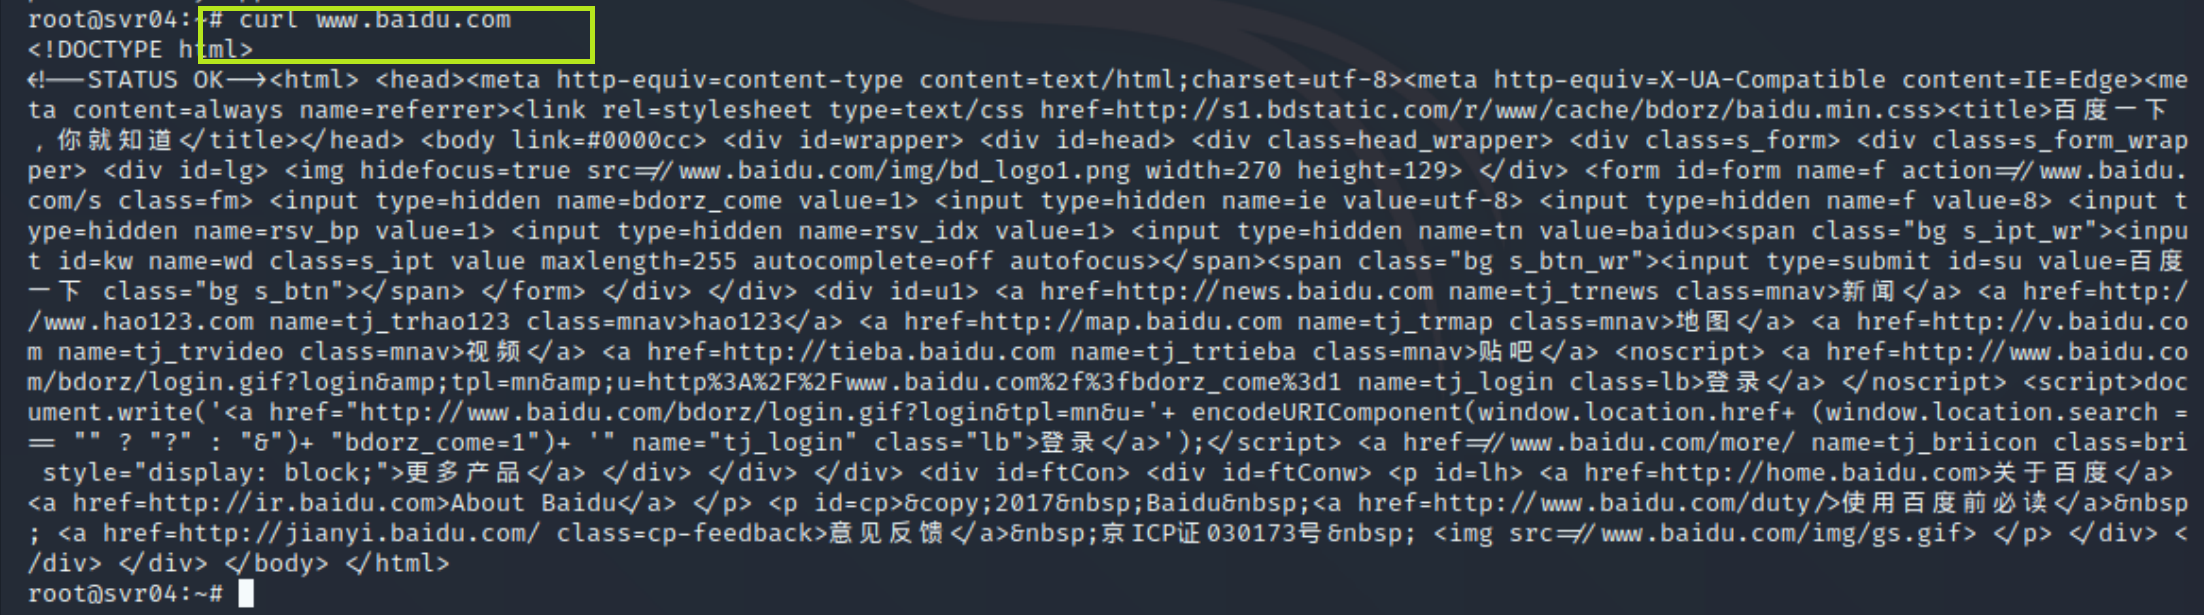 root@svr04:~# curl www.baidu.com
<!DOCTYPE html>
<!--STATUS OK--><html> <head><meta http-equiv=content-type content=text/html;charset=utf-8><meta http-equiv=X-UA-Compatible content=IE=Edge><me
ta content=always name=referrer><link rel=stylesheet type=text/css href=http://s1.bdstatic.com/r/www/cache/bdorz/baidu.min.css><title>百度一下
，你就知道</title></head> <body link=#0000cc> <div id=wrapper> <div id=head> <div class=head_wrapper> <div class=s_form> <div class=s_form_wrap
per> <div id=lg> <img hidefocus=true src=//www.baidu.com/img/bd_logo1.png width=270 height=129> </div> <form id=form name=f action=//www.baidu.
com/s class=fm> <input type=hidden name=bdorz_come value=1> <input type=hidden name=ie value=utf-8> <input type=hidden name=f value=8> <input t
ype=hidden name=rsv_bp value=1> <input type=hidden name=rsv_idx value=1> <input type=hidden name=tn value=baidu><span class="bg s_ipt_wr"><inpu
t id=kw name=wd class=s_ipt value maxlength=255 autocomplete=off autofocus></span><span class="bg s_btn_wr"><input type=submit id=su value=百度
一下 class="bg s_btn"></span> </form> </div> </div> <div id=u1> <a href=http://news.baidu.com name=tj_trnews class=mnav>新闻</a> <a href=http:/
/www.hao123.com name=tj_trhao123 class=mnav>hao123</a> <a href=http://map.baidu.com name=tj_trmap class=mnav>地图</a> <a href=http://v.baidu.co
m name=tj_trvideo class=mnav>视频</a> <a href=http://tieba.baidu.com name=tj_trtieba class=mnav>贴吧</a> <noscript> <a href=http://www.baidu.co
m/bdorz/login.gif?login&amp;tpl=mn&amp;u=http%3A%2F%2Fwww.baidu.com%2f%3fbdorz_come%3d1 name=tj_login class=lb>登录</a> </noscript> <script>doc
ument.write('<a href="http://www.baidu.com/bdorz/login.gif?login&tpl=mn&u='+ encodeURIComponent(window.location.href+ (window.location.search =
== "" ? "?" : "&")+ "bdorz_come=1")+ '" name="tj_login" class="lb">登录</a>');</script> <a href=//www.baidu.com/more/ name=tj_briicon class=bri
 style="display: block;">更多产品</a> </div> </div> </div> <div id=ftCon> <div id=ftConw> <p id=lh> <a href=http://home.baidu.com>关于百度</a>
<a href=http://ir.baidu.com>About Baidu</a> </p> <p id=cp>&copy;2017&nbsp;Baidu&nbsp;<a href=http://www.baidu.com/duty/>使用百度前必读</a>&nbsp
; <a href=http://jianyi.baidu.com/ class=cp-feedback>意见反馈</a>&nbsp;京ICP证030173号&nbsp; <img src=//www.baidu.com/img/gs.gif> </p> </div> <
/div> </div> </body> </html>
root@svr04:~#